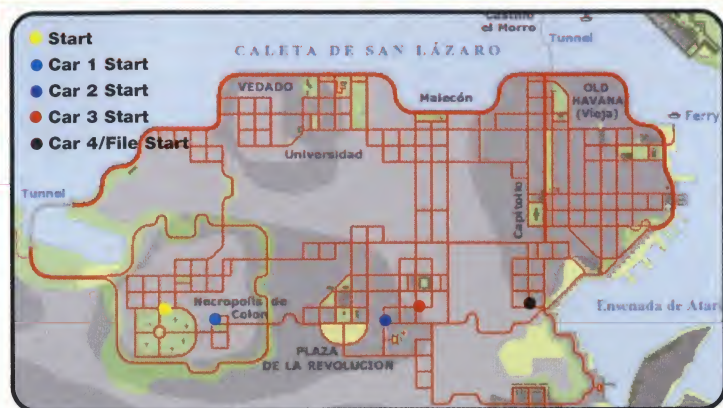 Start
Car 1 Start
Car 2 Start
Car 3 Start
Car 4/File Start
Castillo
el Morro
Tunnel
CALETA DE SAN LÁZARO
VEDADO
Malecón
OLD
HAVANA
(Vieja)
Ferry
Universidad
Tunnel
Capitolio
Necropolis de
Colon
Ensenada de Atar
PLAZA
DE LA REVOLUCION